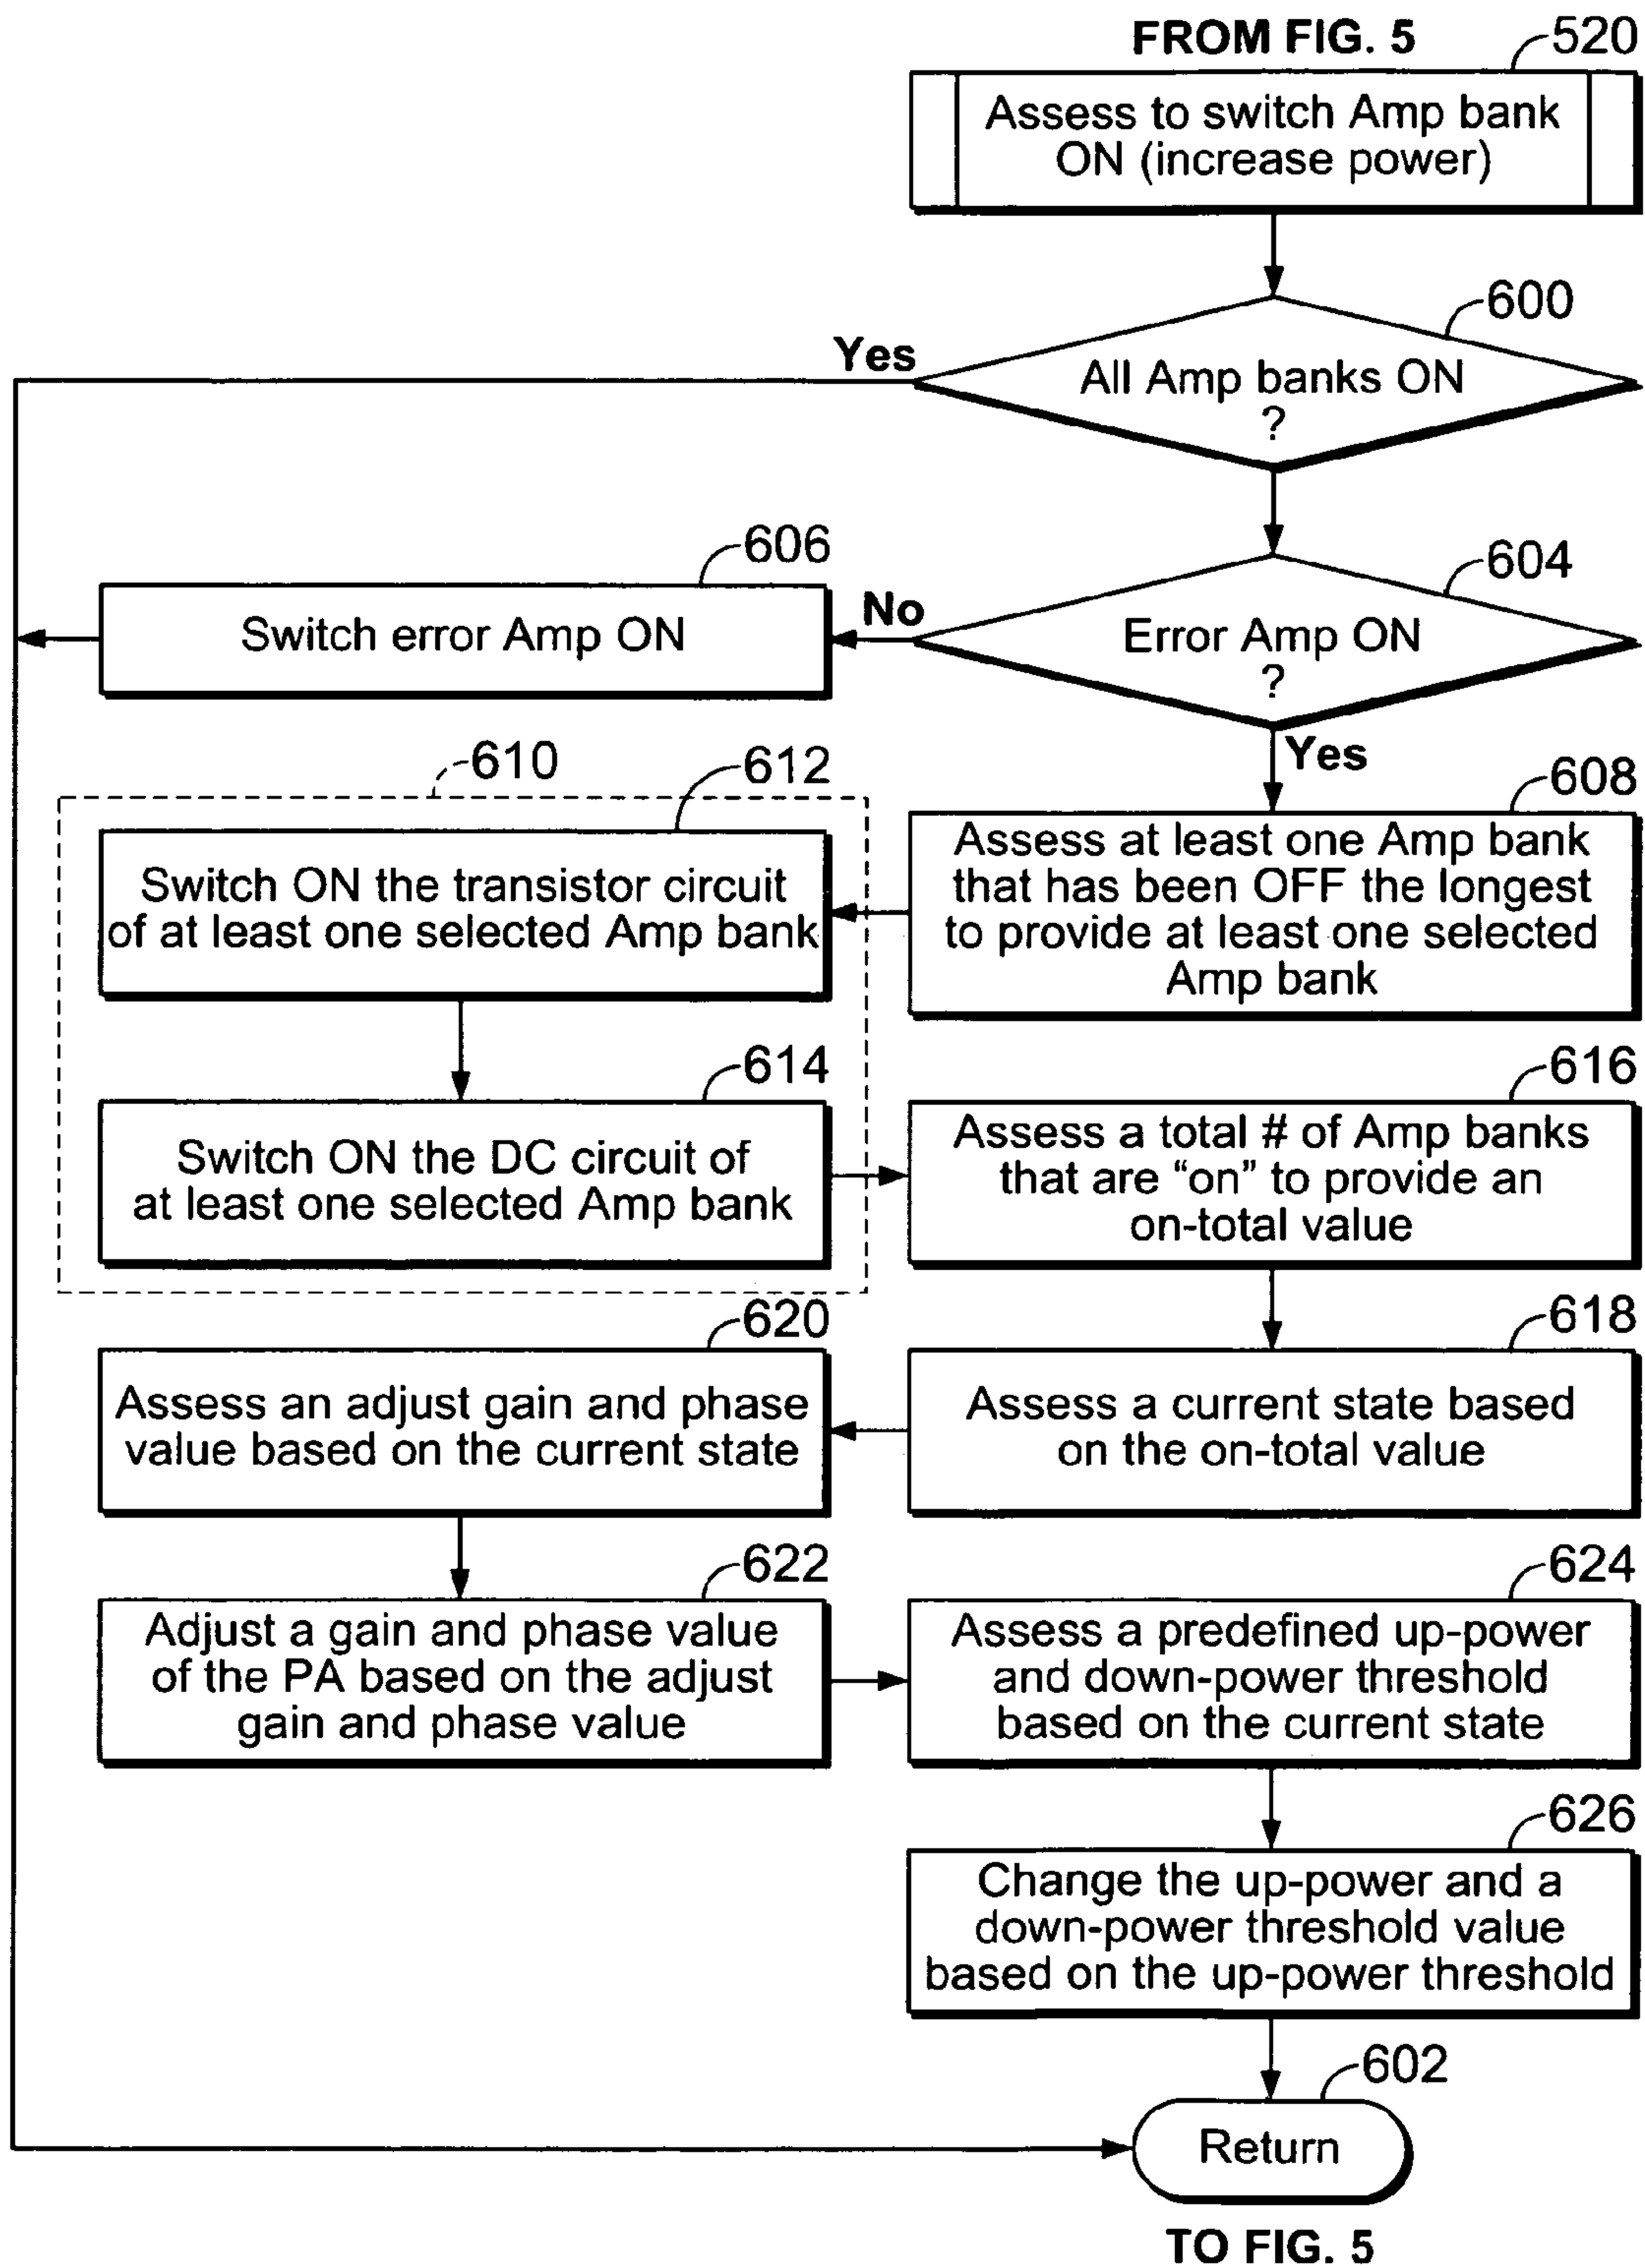 FROM FIG. 5
520
Assess to switch Amp bank
ON (increase power)
600
Yes
All Amp banks ON
?
606
604
Switch error Amp ON
No
Error Amp ON
?
Yes
610
612
608
Switch ON the transistor circuit
of at least one selected Amp bank
Assess at least one Amp bank
that has been OFF the longest
to provide at least one selected
Amp bank
614
616
Switch ON the DC circuit of
at least one selected Amp bank
Assess a total # of Amp banks
that are “on” to provide an
on-total value
620
618
Assess an adjust gain and phase
value based on the current state
Assess a current state based
on the on-total value
622
624
Adjust a gain and phase value
of the PA based on the adjust
gain and phase value
Assess a predefined up-power
and down-power threshold
based on the current state
626
Change the up-power and a
down-power threshold value
based on the up-power threshold
602
Return
TO FIG. 5